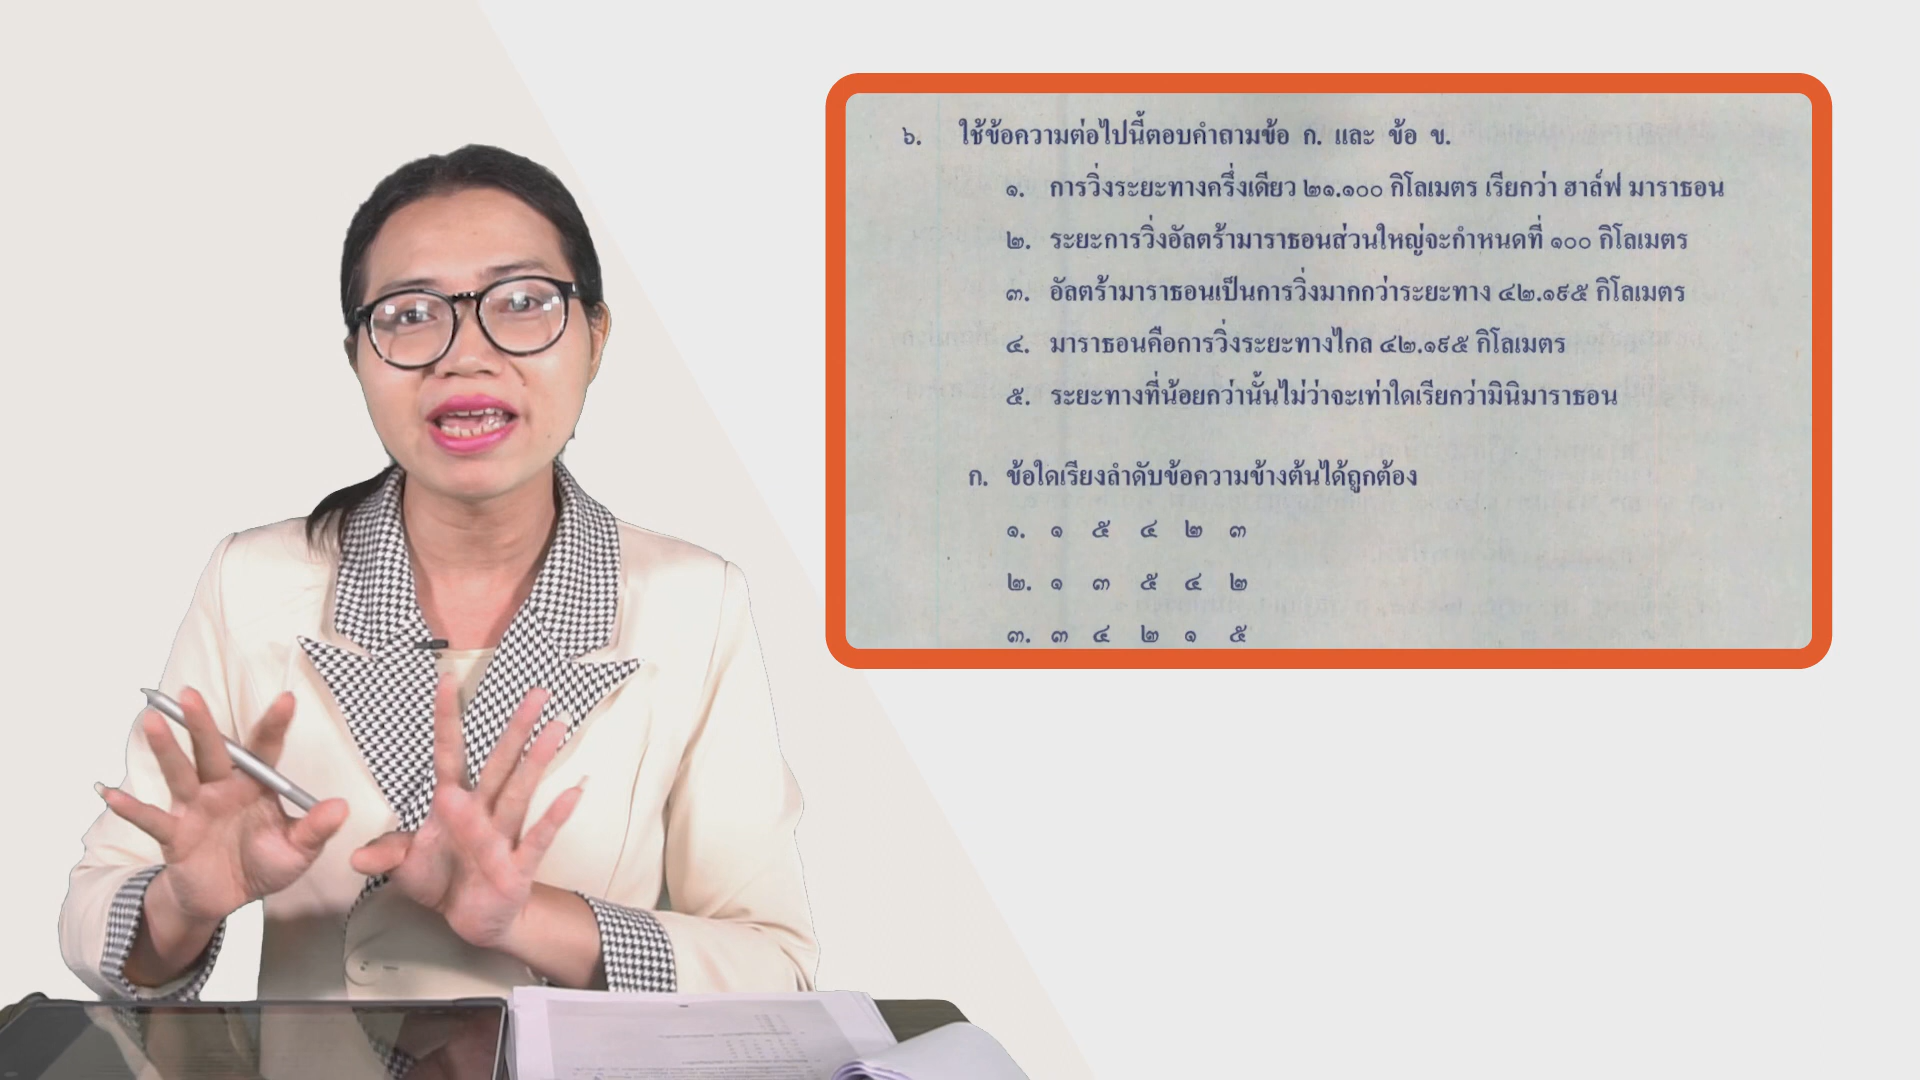 ๖. ใช้ข้อความต่อไปนี้ตอบคำถามข้อ ก. และ ข้อ ข.
๑. การวิ่งระยะทางครึ่งเดียว ๒๑.๑๐๐ กิโลเมตร เรียกว่า ฮาล์ฟ มาราธอน
๒. ระยะการวิ่งอัลตร้ามาราธอนส่วนใหญ่จะกำหนดที่ ๑๐๐ กิโลเมตร
๓. อัลตร้ามาราธอนเป็นการวิ่งมากกว่าระยะทาง ๔๒.๑๙๕ กิโลเมตร
๔. มาราธอนคือการวิ่งระยะทางไกล ๔๒.๑๙๕ กิโลเมตร
๕. ระยะทางที่น้อยกว่านั้นไม่ว่าจะเท่าใดเรียกว่ามินิมาราธอน
ก. ข้อใดเรียงลำดับข้อความข้างต้นได้ถูกต้อง
๑. ๑ ๕ ๔ ๒ ๓
๒. ๑ ๓ ๕ ๔ ๒
๓. ๓ ๔ ๒ ๑ ๕